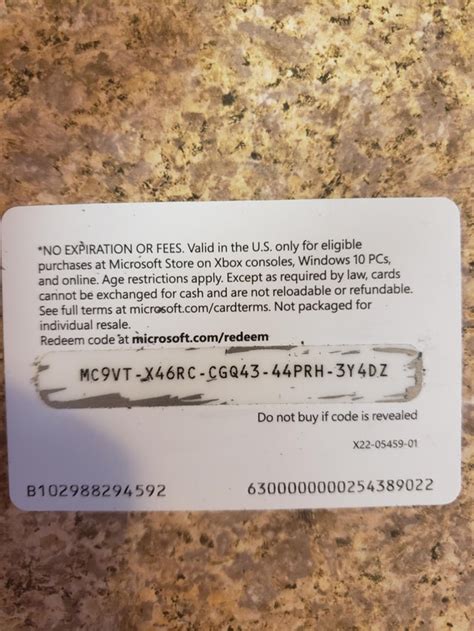 *NO EXPIRATION OR FEES. Valid in the U.S. only for eligible
purchases at Microsoft Store on Xbox consoles, Windows 10 PCs,
and online. Age restrictions apply. Except as required by law, cards
cannot be exchanged for cash and are not reloadable or refundable.
See full terms at microsoft.com/cardterms. Not packaged for
individual resale.
Redeem code at microsoft.com/redeem
MC9VT-X46RC-CGQ43-44PRH-3Y4DZ
Do not buy if code is revealed
X22-05459-01
B102988294592 6300000000254389022